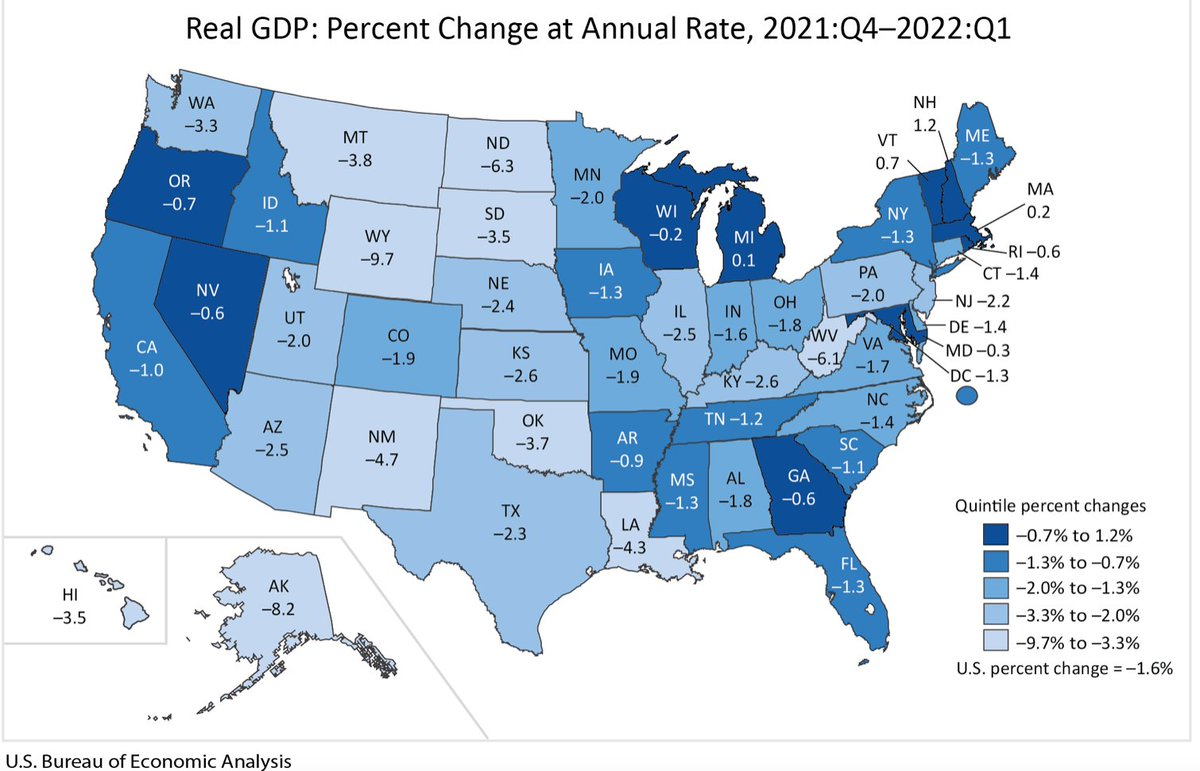 Real GDP: Percent Change at Annual Rate, 2021:Q4–2022:Q1
WA
–3.3
MT
–3.8
ND
–6.3
MN
–2.0
OR
–0.7
ID
–1.1
WY
–9.7
SD
–3.5
WI
–0.2
MI
0.1
NH
1.2
VT
0.7
ME
–1.3
MA
0.2
NY
–1.3
RI –0.6
CT –1.4
NV
–0.6
UT
–2.0
CO
–1.9
NE
–2.4
IA
–1.3
IL
–2.5
IN
–1.6
OH
–1.8
PA
–2.0
NJ –2.2
DE –1.4
MD –0.3
DC –1.3
CA
–1.0
KS
–2.6
MO
–1.9
KY –2.6
WV
–6.1
VA
–1.7
AZ
–2.5
NM
–4.7
OK
–3.7
AR
–0.9
TN –1.2
NC
–1.4
SC
–1.1
TX
–2.3
LA
–4.3
MS
–1.3
AL
–1.8
GA
–0.6
FL
–1.3
HI
–3.5
AK
–8.2
Quintile percent changes
–0.7% to 1.2%
–1.3% to –0.7%
–2.0% to –1.3%
–3.3% to –2.0%
–9.7% to –3.3%
U.S. percent change = –1.6%
U.S. Bureau of Economic Analysis